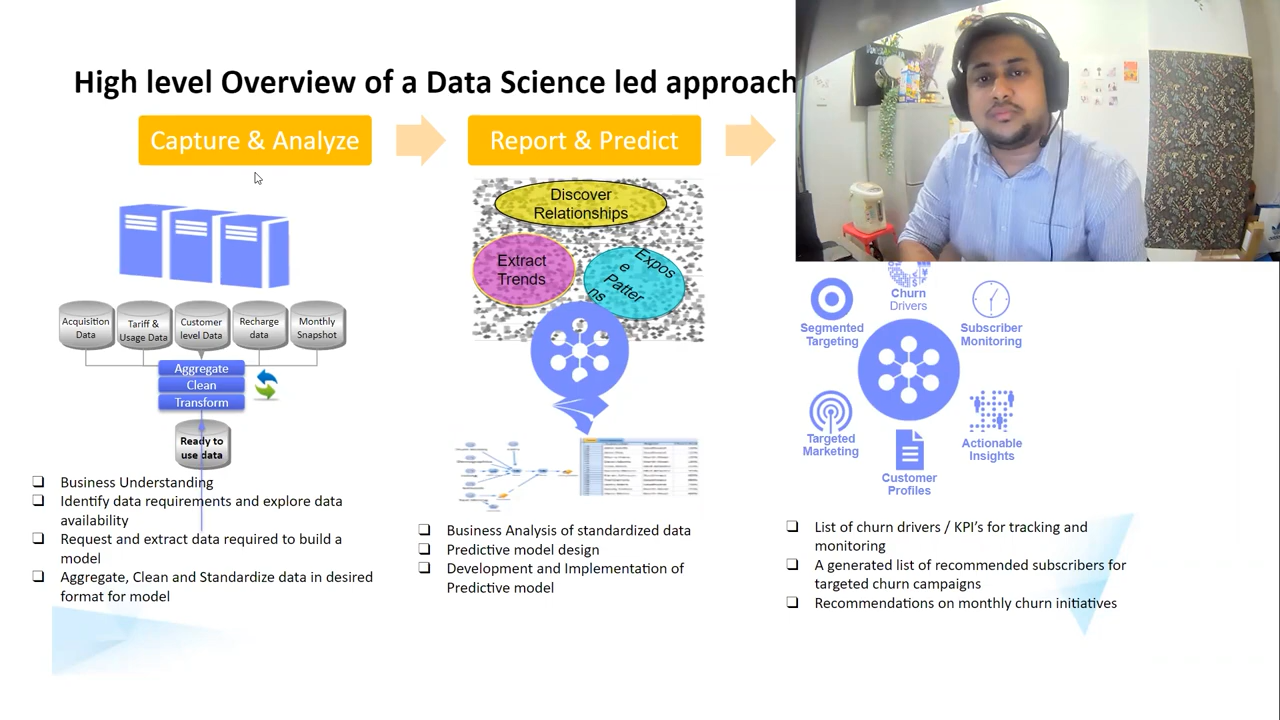 High level Overview of a Data Science led approach
Capture & Analyze
Report & Predict
Acquisition
Data
Tariff &
Usage Data
Customer
level Data
Recharge
data
Monthly
Snapshot
Aggregate
Clean
Transform
Ready to
use data
Business Understanding
Identify data requirements and explore data
availability
Request and extract data required to build a
model
Aggregate, Clean and Standardize data in desired
format for model
Discover
Relationships
Extract
Trends
Expos
e
Patter
ns
Business Analysis of standardized data
Predictive model design
Development and Implementation of
Predictive model
Churn
Drivers
Segmented
Targeting
Subscriber
Monitoring
Targeted
Marketing
Actionable
Insights
Customer
Profiles
List of churn drivers / KPI's for tracking and
monitoring
A generated list of recommended subscribers for
targeted churn campaigns
Recommendations on monthly churn initiatives